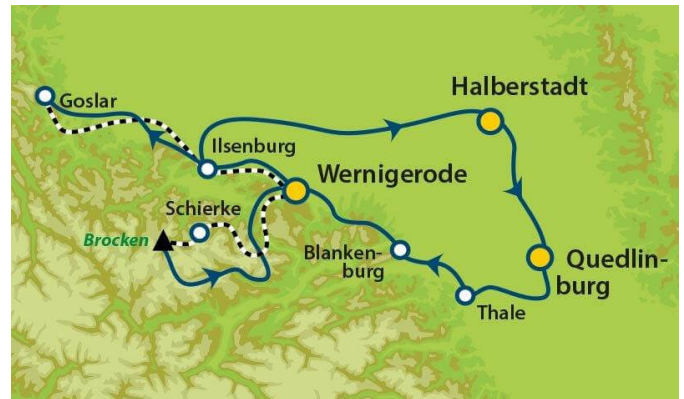 Goslar
Halberstadt
Ilsenburg
Wernigerode
Schierke
Brocken
Blanken-
burg
Quedlin-
burg
Thale